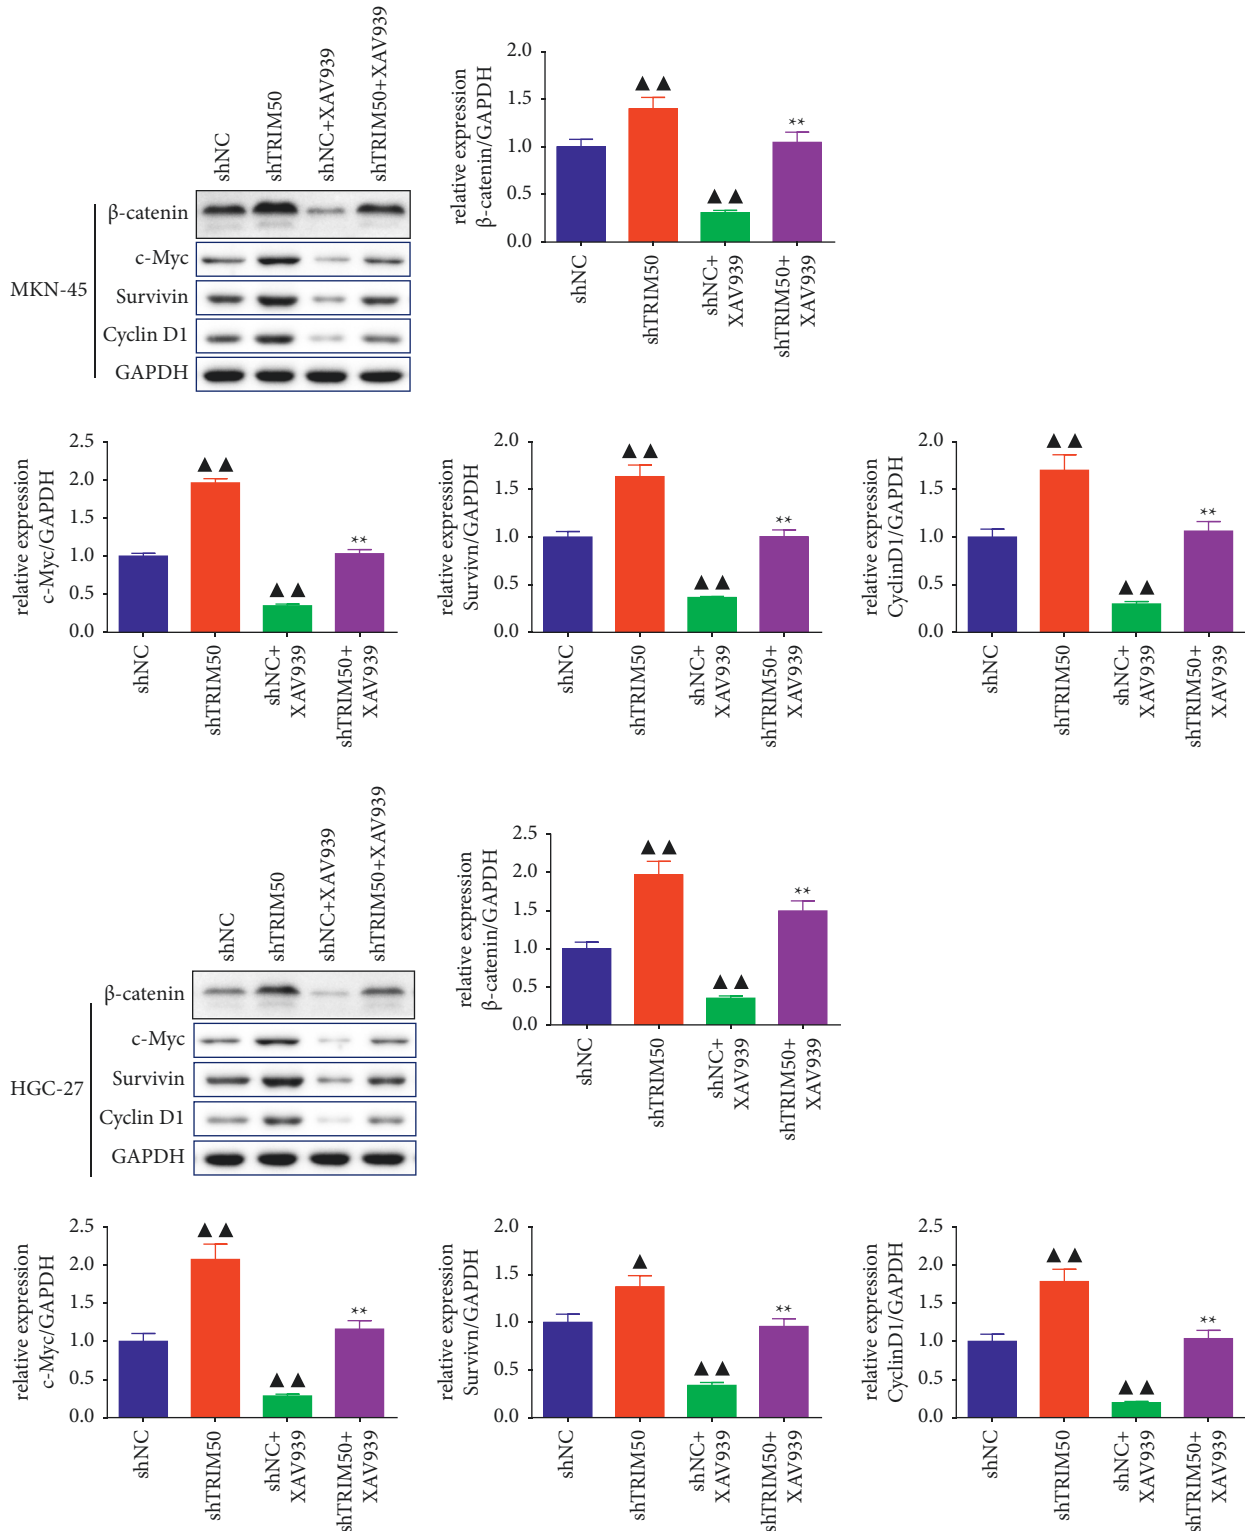 shNC
shTRIM50
shNC+XAV939
shTRIM50+XAV939
MKN-45
β-catenin
c-Myc
Survivin
Cyclin D1
GAPDH
relative expression
β-catenin/GAPDH
2.0
1.5
1.0
0.5
0.0
▲▲
▲▲
**
shNC
shTRIM50
shNC+
XAV939
shTRIM50+
XAV939
relative expression
c-Myc/GAPDH
2.5
2.0
1.5
1.0
0.5
0.0
▲▲
▲▲
**
shNC
shTRIM50
shNC+
XAV939
shTRIM50+
XAV939
relative expression
Survivn/GAPDH
2.0
1.5
1.0
0.5
0.0
▲▲
▲▲
**
shNC
shTRIM50
shNC+
XAV939
shTRIM50+
XAV939
relative expression
CyclinD1/GAPDH
2.0
1.5
1.0
0.5
0.0
▲▲
▲▲
**
shNC
shTRIM50
shNC+
XAV939
shTRIM50+
XAV939
shNC
shTRIM50
shNC+XAV939
shTRIM50+XAV939
HGC-27
β-catenin
c-Myc
Survivin
Cyclin D1
GAPDH
relative expression
β-catenin/GAPDH
2.5
2.0
1.5
1.0
0.5
0.0
▲▲
▲▲
**
shNC
shTRIM50
shNC+
XAV939
shTRIM50+
XAV939
relative expression
c-Myc/GAPDH
2.5
2.0
1.5
1.0
0.5
0.0
▲▲
▲▲
**
shNC
shTRIM50
shNC+
XAV939
shTRIM50+
XAV939
relative expression
Survivn/GAPDH
2.0
1.5
1.0
0.5
0.0
▲
▲▲
**
shNC
shTRIM50
shNC+
XAV939
shTRIM50+
XAV939
relative expression
CyclinD1/GAPDH
2.5
2.0
1.5
1.0
0.5
0.0
▲▲
▲▲
**
shNC
shTRIM50
shNC+
XAV939
shTRIM50+
XAV939